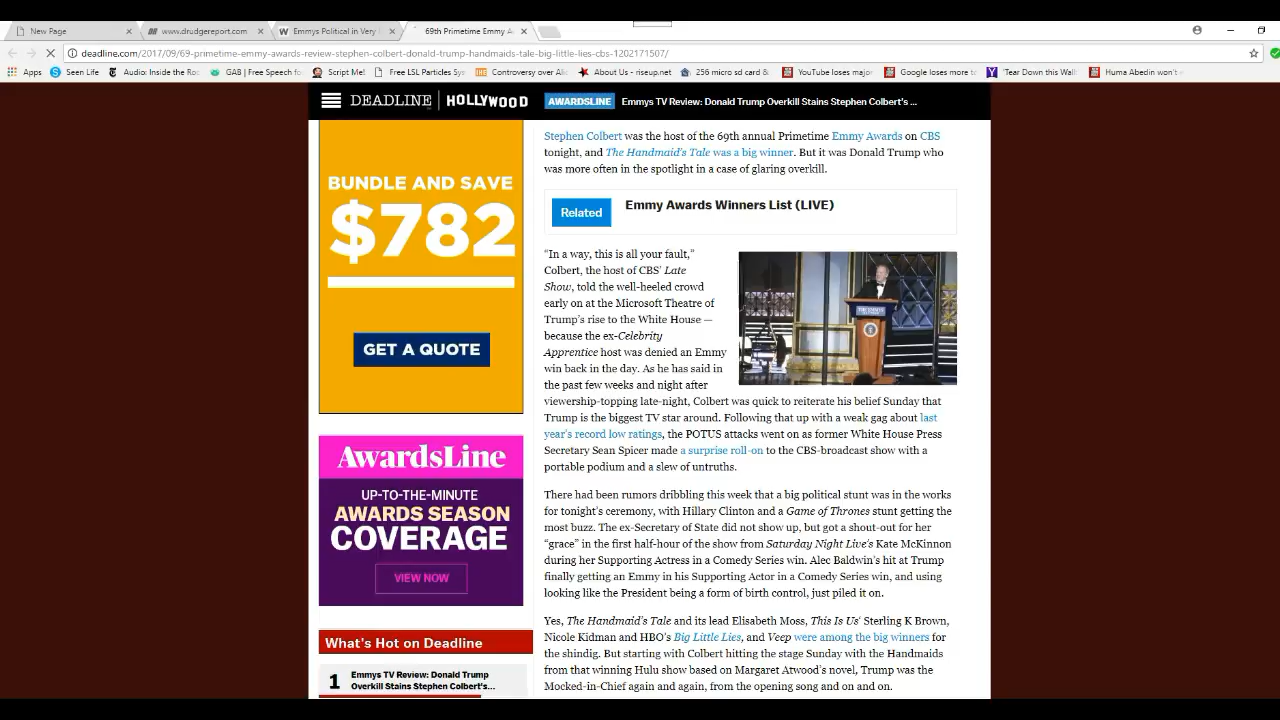 New Page
www.drudgereport.com
Emmys Political in Very
69th Primetime Emmy A
deadline.com/2017/09/69-primetime-emmy-awards-review-stephen-colbert-donald-trump-handmaids-tale-big-little-lies-cbs-1202171507/
Apps Seen Life Audio: Inside the Ro GAB | Free Speech fo Script Me! Free LSL Particles Sy Controversy over Al About Us - riseup.net 256 micro sd card & YouTube loses major Google loses more to 'Tear Down this Wall Huma Abedin won't
DEADLINE | HOLLYWOOD AWARDSLINE Emmys TV Review: Donald Trump Overkill Stains Stephen Colbert's ...
BUNDLE AND SAVE
$782
GET A QUOTE
AwardsLine
UP-TO-THE-MINUTE
AWARDS SEASON
COVERAGE
VIEW NOW
What's Hot on Deadline
1 Emmys TV Review: Donald Trump
Overkill Stains Stephen Colbert's...
Stephen Colbert was the host of the 69th annual Primetime Emmy Awards on CBS
tonight, and The Handmaid's Tale was a big winner. But it was Donald Trump who
was more often in the spotlight in a case of glaring overkill.
Related Emmy Awards Winners List (LIVE)
“In a way, this is all your fault,”
Colbert, the host of CBS’ Late
Show, told the well-heeled crowd
early on at the Microsoft Theatre of
Trump’s rise to the White House —
because the ex-Celebrity
Apprentice host was denied an Emmy
win back in the day. As he has said in
the past few weeks and night after
viewership-topping late-night, Colbert was quick to reiterate his belief Sunday that
Trump is the biggest TV star around. Following that up with a weak gag about last
year’s record low ratings, the POTUS attacks went on as former White House Press
Secretary Sean Spicer made a surprise roll-on to the CBS-broadcast show with a
portable podium and a slew of untruths.
There had been rumors dribbling this week that a big political stunt was in the works
for tonight’s ceremony, with Hillary Clinton and a Game of Thrones stunt getting the
most buzz. The ex-Secretary of State did not show up, but got a shout-out for her
“grace” in the first half-hour of the show from Saturday Night Live’s Kate McKinnon
during her Supporting Actress in a Comedy Series win. Alec Baldwin’s hit at Trump
finally getting an Emmy in his Supporting Actor in a Comedy Series win, and using
looking like the President being a form of birth control, just piled it on.
Yes, The Handmaid’s Tale and its lead Elisabeth Moss, This Is Us‘ Sterling K Brown,
Nicole Kidman and HBO’s Big Little Lies, and Veep were among the big winners for
the shindig. But starting with Colbert hitting the stage Sunday with the Handmaids
from that winning Hulu show based on Margaret Atwood’s novel, Trump was the
Mocked-in-Chief again and again, from the opening song and on and on.